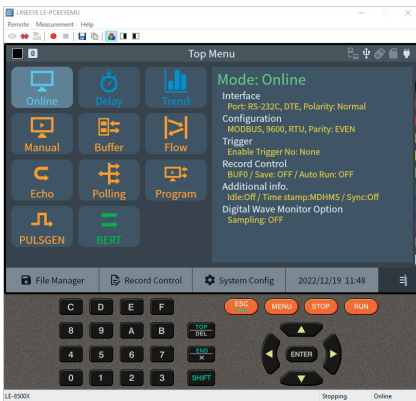 LINEEYE LE-PCKEYEMU
Remote Measurement Help
0 Top Menu
Online Delay Trend
Manual Buffer Flow
Echo Polling Program
PULSGEN BERT
Mode: Online
Interface
Port: RS-232C, DTE, Polarity: Normal
Configuration
MODBUS, 9600, RTU, Parity: EVEN
Trigger
Enable Trigger No: None
Record Control
BUF0 / Save: OFF / Auto Run: OFF
Additional info.
Idle:Off / Time stamp:MDHMS / Sync:Off
Digital Wave Monitor Option
Sampling: OFF
File Manager Record Control System Config 2022/12/19 11:48
C D E F ESC MENU STOP RUN
8 9 A B TOP DEL
4 5 6 7 END X ENTER
0 1 2 3 SHIFT
LE-8500X Stopping Online